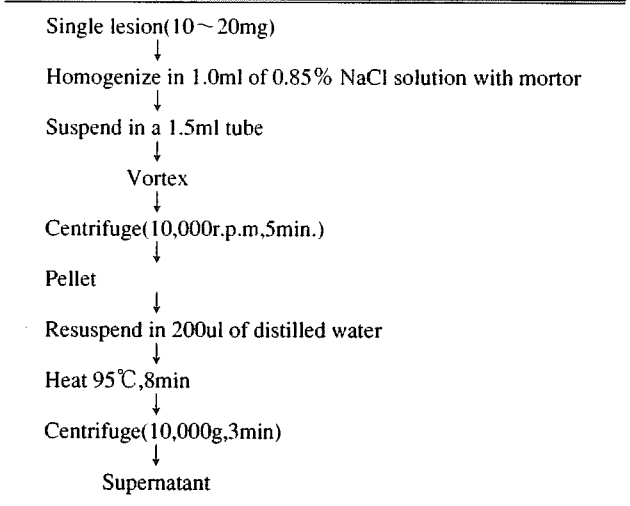 Single lesion(10～20mg)
↓
Homogenize in 1.0ml of 0.85% NaCl solution with mortor
↓
Suspend in a 1.5ml tube
↓
Vortex
↓
Centrifuge(10,000r.p.m,5min.)
↓
Pellet
↓
Resuspend in 200ul of distilled water
↓
Heat 95℃,8min
↓
Centrifuge(10,000g,3min)
↓
Supernatant